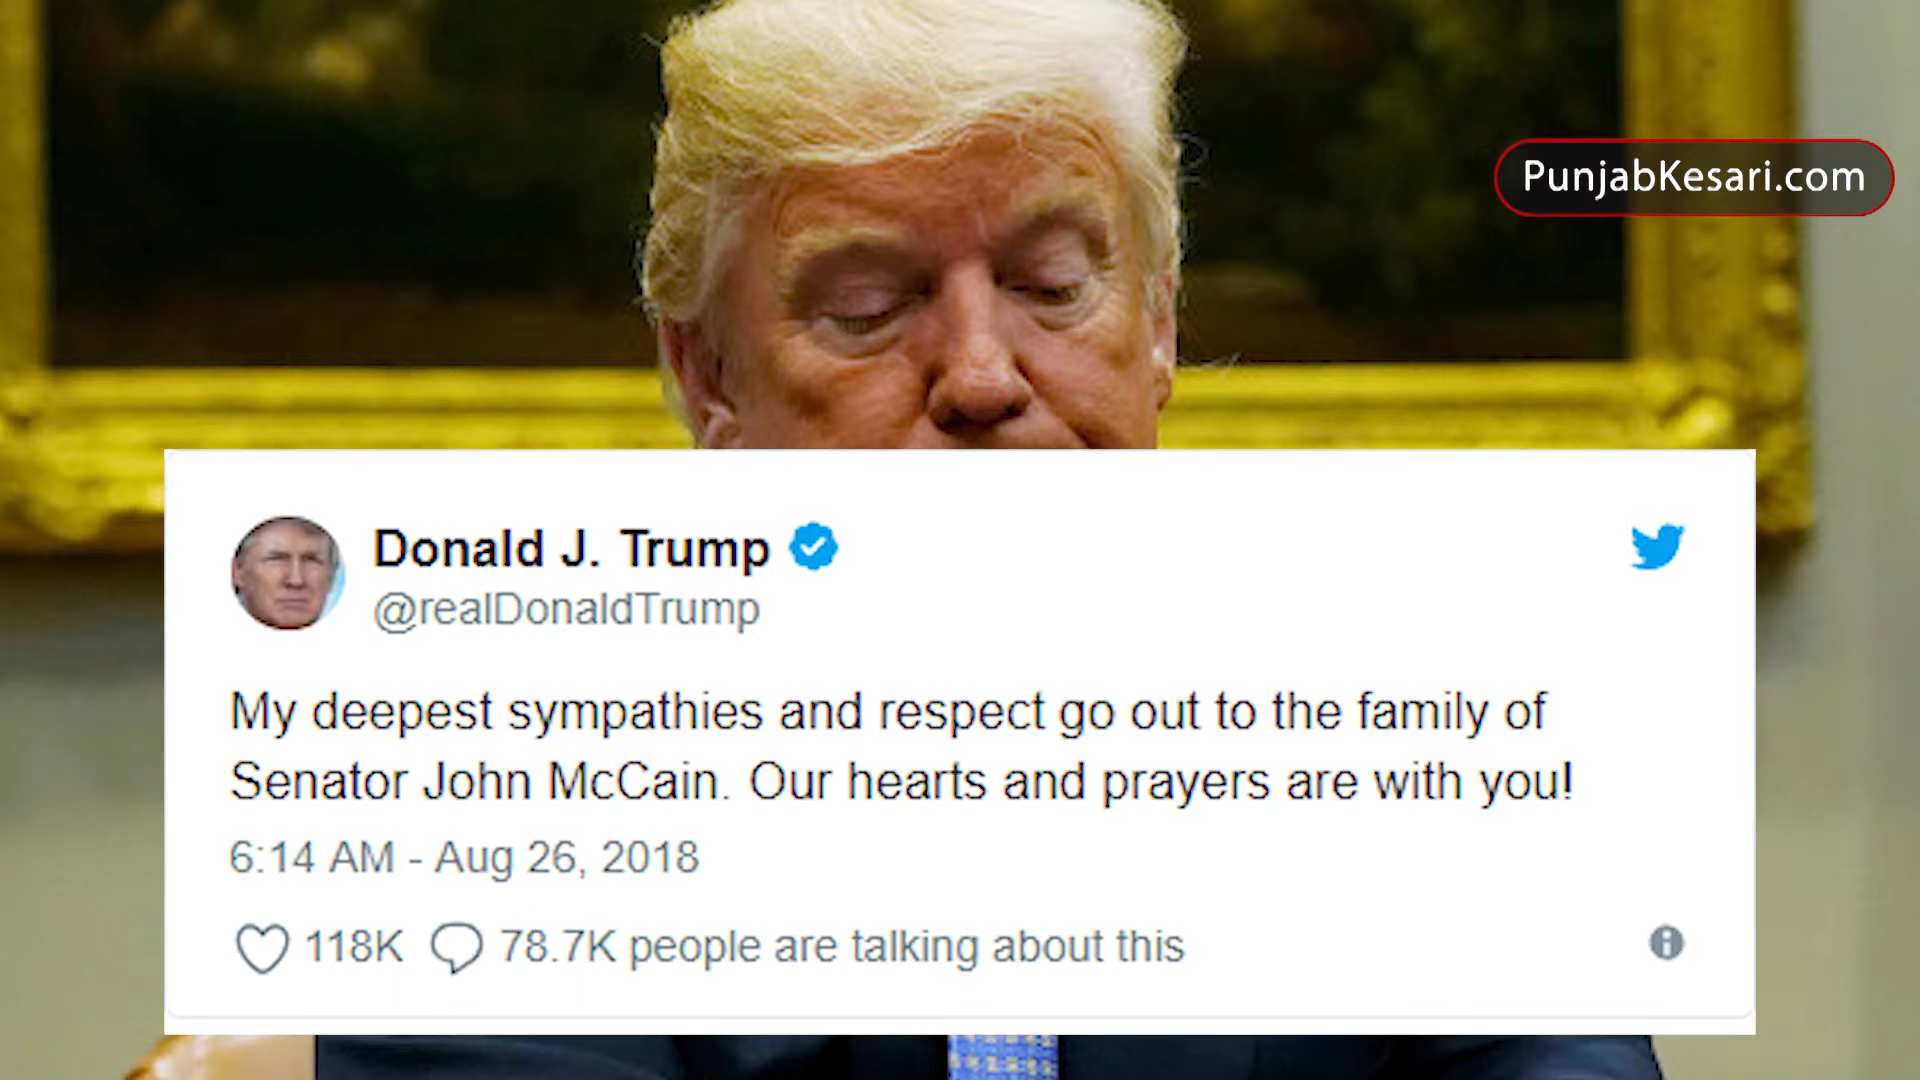 PunjabKesari.com
Donald J. Trump
@realDonaldTrump
My deepest sympathies and respect go out to the family of
Senator John McCain. Our hearts and prayers are with you!
6:14 AM - Aug 26, 2018
118K 78.7K people are talking about this